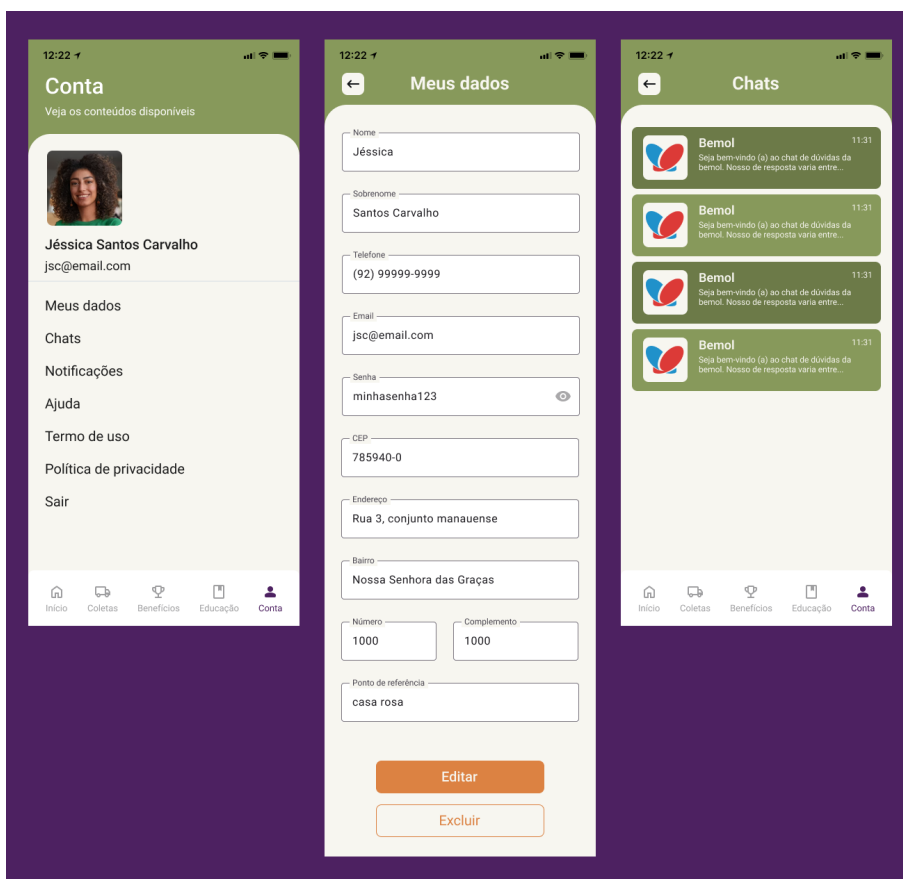 12:22
Conta
Veja os conteúdos disponíveis
Jéssica Santos Carvalho
jsc@email.com
Meus dados
Chats
Notificações
Ajuda
Termo de uso
Política de privacidade
Sair
Início Coletas Benefícios Educação Conta
12:22
Meus dados
Nome
Jéssica
Sobrenome
Santos Carvalho
Telefone
(92) 99999-9999
Email
jsc@email.com
Senha
minhasenha123
CEP
785940-0
Endereço
Rua 3, conjunto manauense
Bairro
Nossa Senhora das Graças
Número Complemento
1000 1000
Ponto de referência
casa rosa
Editar
Excluir
12:22
Chats
Bemol 11:31
Seja bem-vindo (a) ao chat de dúvidas da
bemol. Nosso de resposta varia entre...
Bemol 11:31
Seja bem-vindo (a) ao chat de dúvidas da
bemol. Nosso de resposta varia entre...
Bemol 11:31
Seja bem-vindo (a) ao chat de dúvidas da
bemol. Nosso de resposta varia entre...
Bemol 11:31
Seja bem-vindo (a) ao chat de dúvidas da
bemol. Nosso de resposta varia entre...
Início Coletas Benefícios Educação Conta